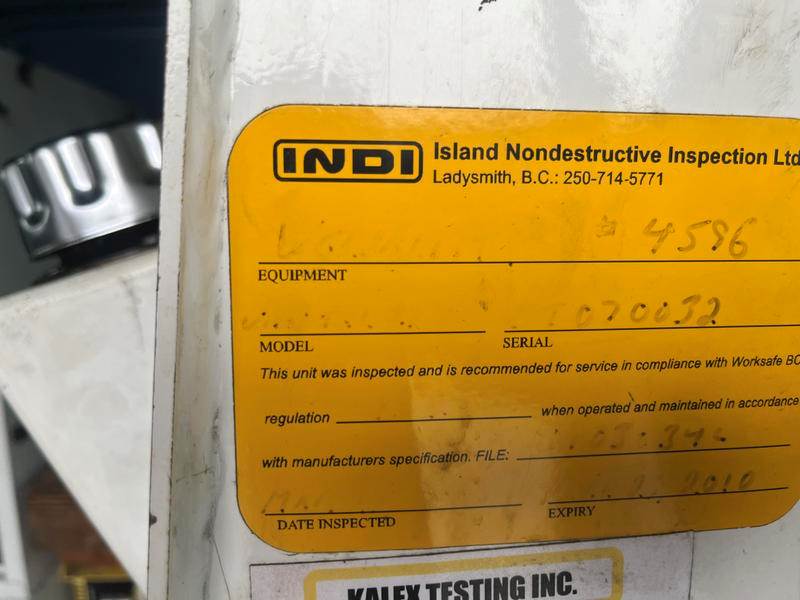 INDI Island Nondestructive Inspection Ltd
Ladysmith, B.C.: 250-714-5771
# 4596
EQUIPMENT
070032
MODEL SERIAL
This unit was inspected and is recommended for service in compliance with Worksafe BC
regulation when operated and maintained in accordance
with manufacturers specification. FILE:
2010
DATE INSPECTED EXPIRY
KALEX TESTING INC.